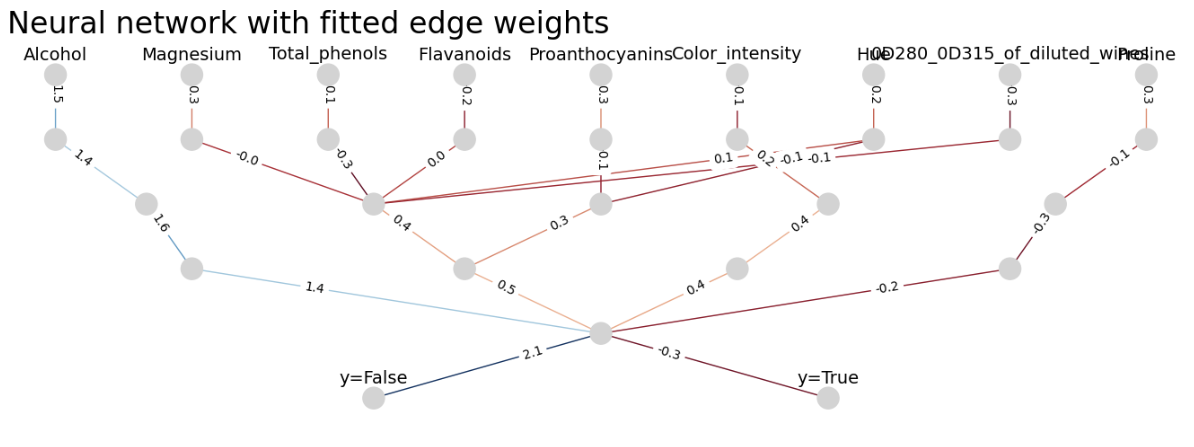 Neural network with fitted edge weights
Alcohol Magnesium Total_phenols Flavanoids Proanthocyanins Color_intensity Hue 0D280_0D315_of_diluted_wines Proline
1.5 0.3 0.1 0.2 0.3 0.1 0.2 0.3 0.3
1.4 -0.0 -0.3 0.0 0.1 0.1 0.2 -0.1 -0.1 -0.1
1.6 0.4 0.3 0.4 -0.3
1.4 0.5 0.4 -0.2
2.1 -0.3
y=False y=True